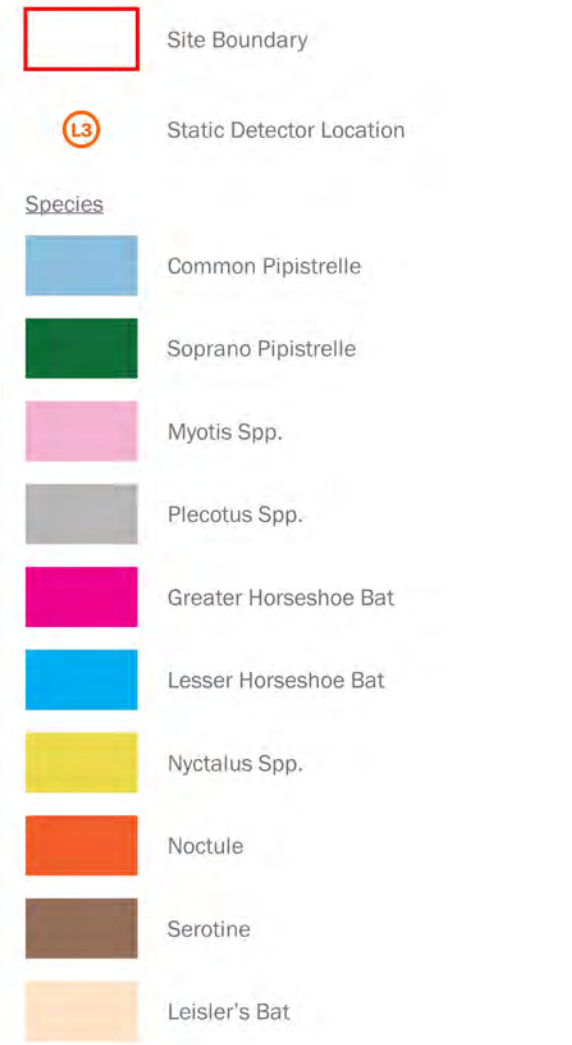 Site Boundary
L3
Static Detector Location
Species
Common Pipistrelle
Soprano Pipistrelle
Myotis Spp.
Plecotus Spp.
Greater Horseshoe Bat
Lesser Horseshoe Bat
Nyctalus Spp.
Noctule
Serotine
Leisler's Bat